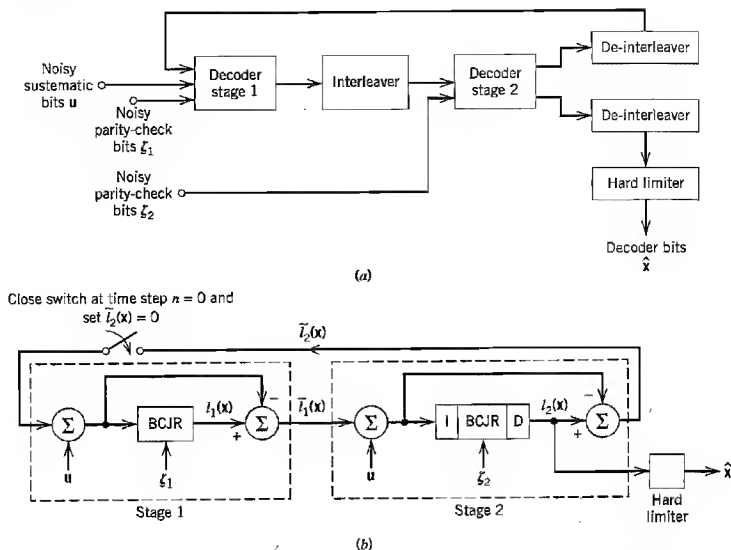 Noisy
sustematic
bits u
Decoder
stage 1
Interleaver
Decoder
stage 2
De-interleaver
De-interleaver
Noisy
parity-check
bits ζ1
Noisy
parity-check
bits ζ2
Hard limiter
Decoder bits
x̂
(a)
Close switch at time step n = 0 and
set l̃2(x) = 0
l̃2(x)
Σ
BCJR
l1(x)
−
+
Σ
l̃1(x)
Σ
I
BCJR
D
l2(x)
−
+
Σ
u
ζ1
u
ζ2
x̂
Hard
limiter
Stage 1
Stage 2
(b)